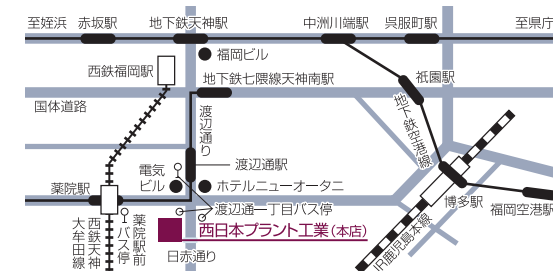 至姪浜
赤坂駅
地下鉄天神駅
中洲川端駅
呉服町駅
至県庁
福岡ビル
西鉄福岡駅
地下鉄七隈線天神南駅
祇園駅
国体道路
渡辺通り
地下鉄空港線
電気
ビル
渡辺通駅
薬院駅
ホテルニューオータニ
渡辺通一丁目バス停
博多駅
福岡空港駅
西鉄天神
大牟田線
薬院駅前
バス停
西日本プラント工業(本店)
日赤通り
JR鹿児島本線